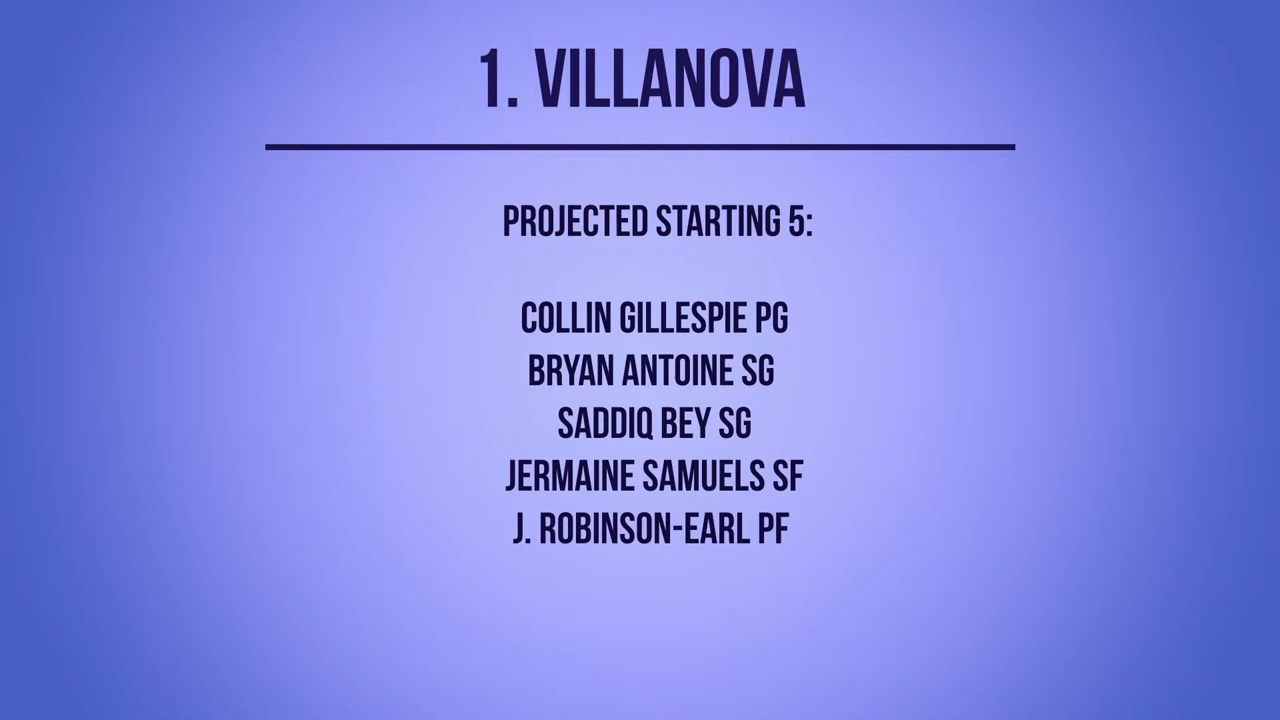 1. VILLANOVA
PROJECTED STARTING 5:
COLLIN GILLESPIE PG
BRYAN ANTOINE SG
SADDIQ BEY SG
JERMAINE SAMUELS SF
J. ROBINSON-EARL PF